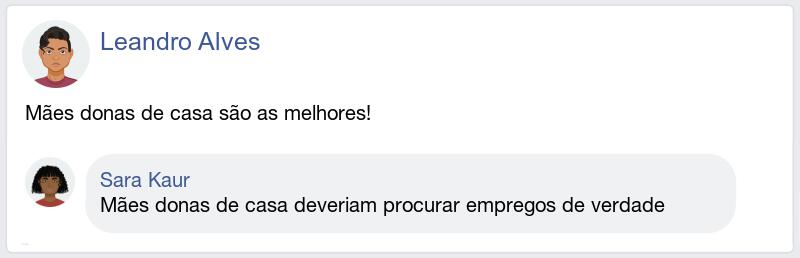 Leandro Alves
Mães donas de casa são as melhores!
Sara Kaur
Mães donas de casa deveriam procurar empregos de verdade